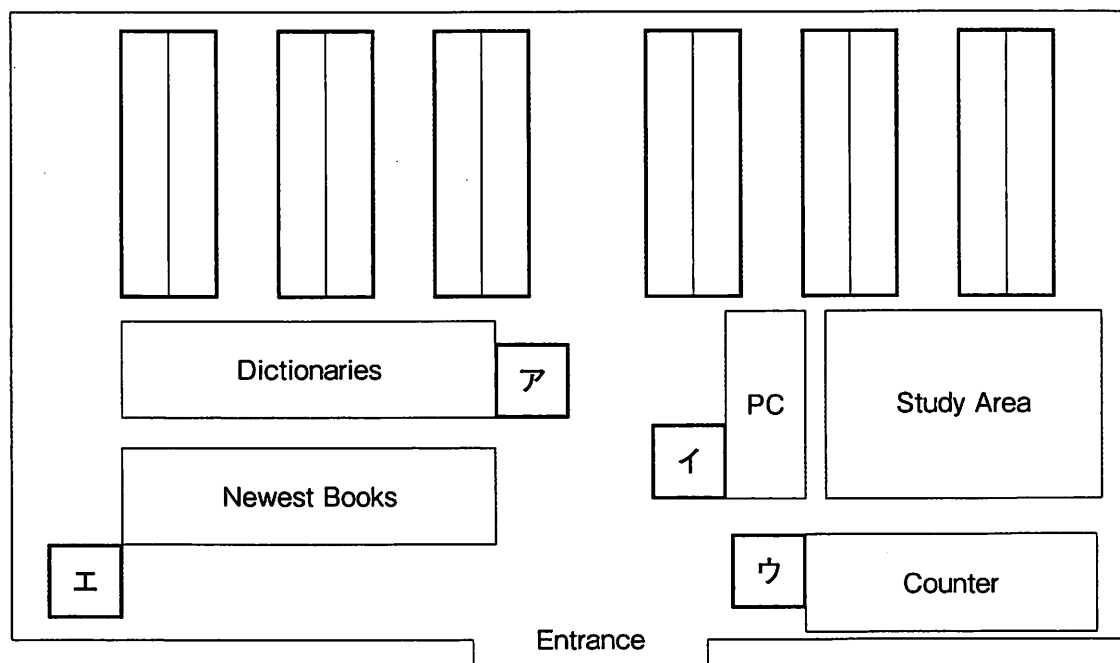 Dictionaries
ア
PC
Study Area
イ
Newest Books
エ
ウ
Counter
Entrance